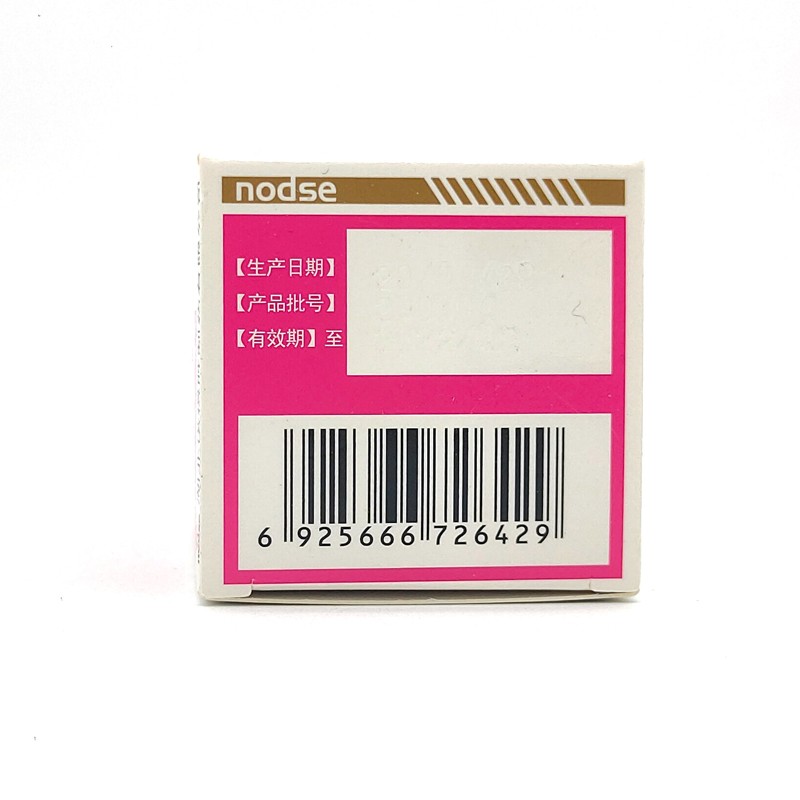 nodse
【生产日期】
【产品批号】
【有效期】至
6 925666 726429